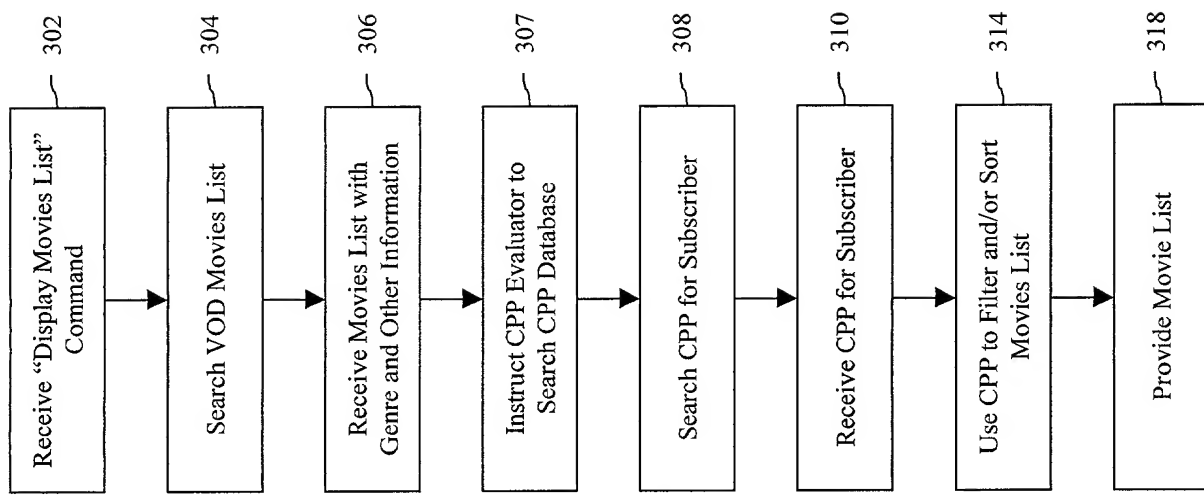 Receive “Display Movies List”
Command
302
Search VOD Movies List
304
Receive Movies List with
Genre and Other Information
306
Instruct CPP Evaluator to
Search CPP Database
307
Search CPP for Subscriber
308
Receive CPP for Subscriber
310
Use CPP to Filter and/or Sort
Movies List
314
Provide Movie List
318